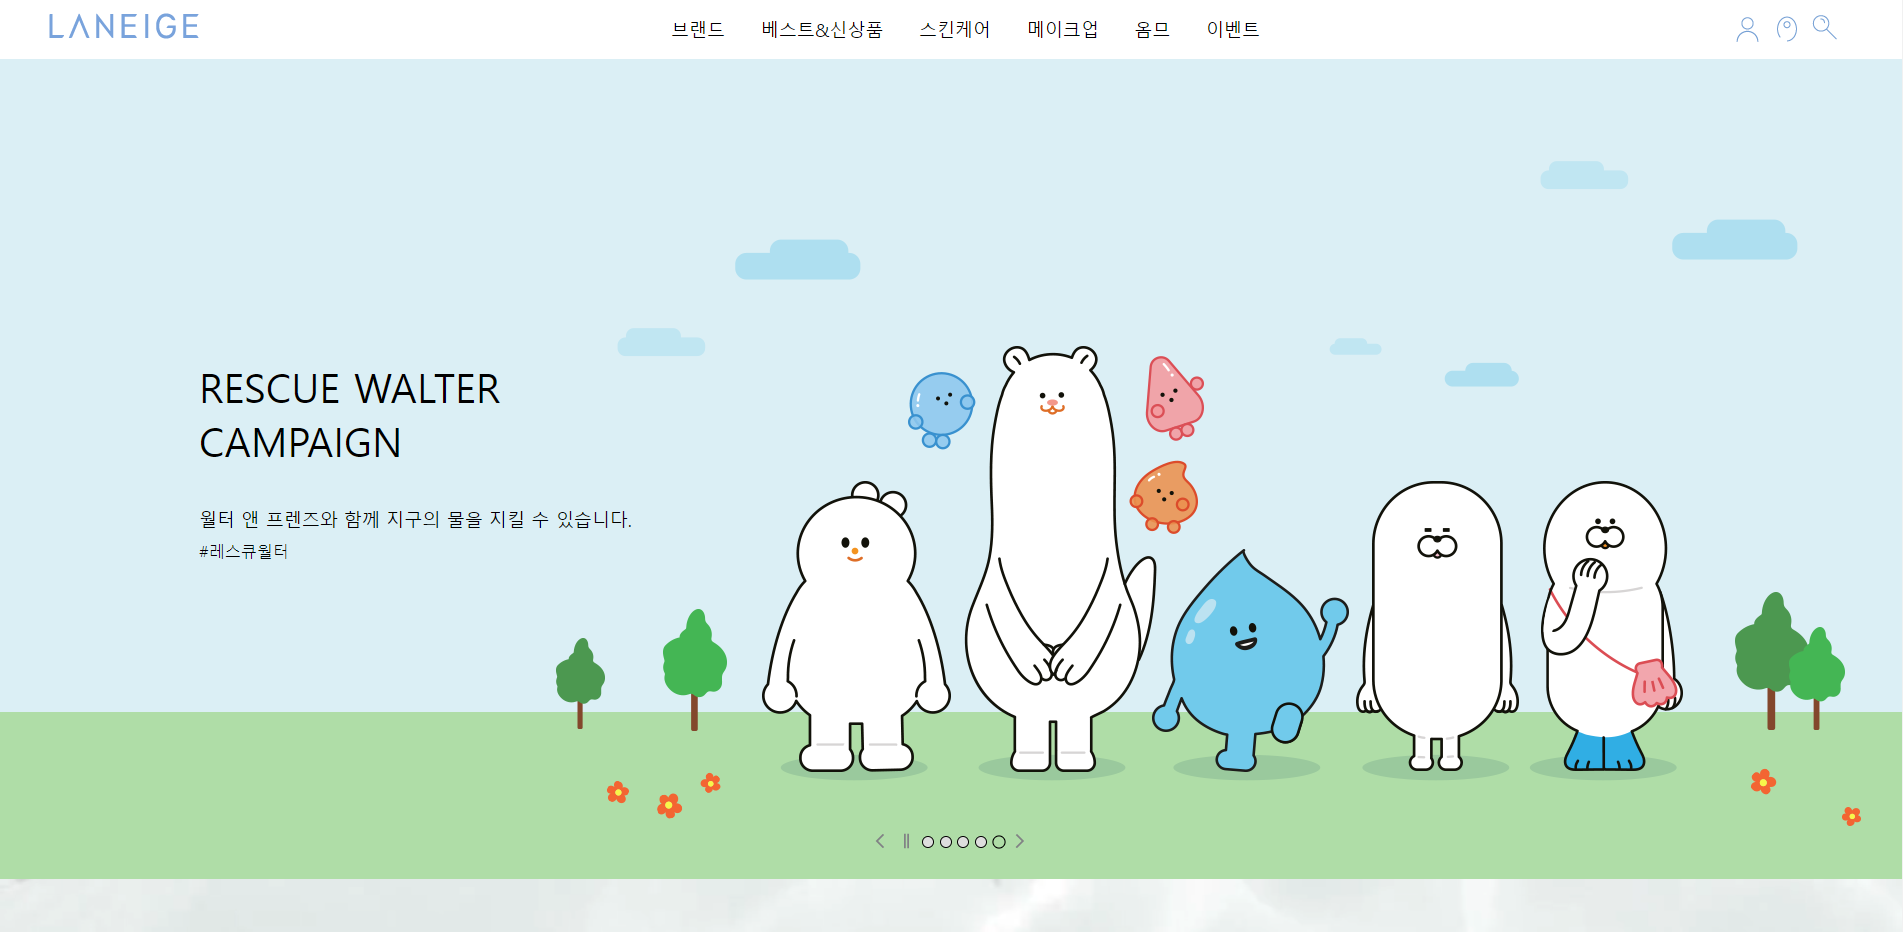 LANEIGE
브랜드 베스트&신상품 스킨케어 메이크업 옴므 이벤트
RESCUE WALTER
CAMPAIGN
월터 앤 프렌즈와 함께 지구의 물을 지킬 수 있습니다.
#레스큐월터